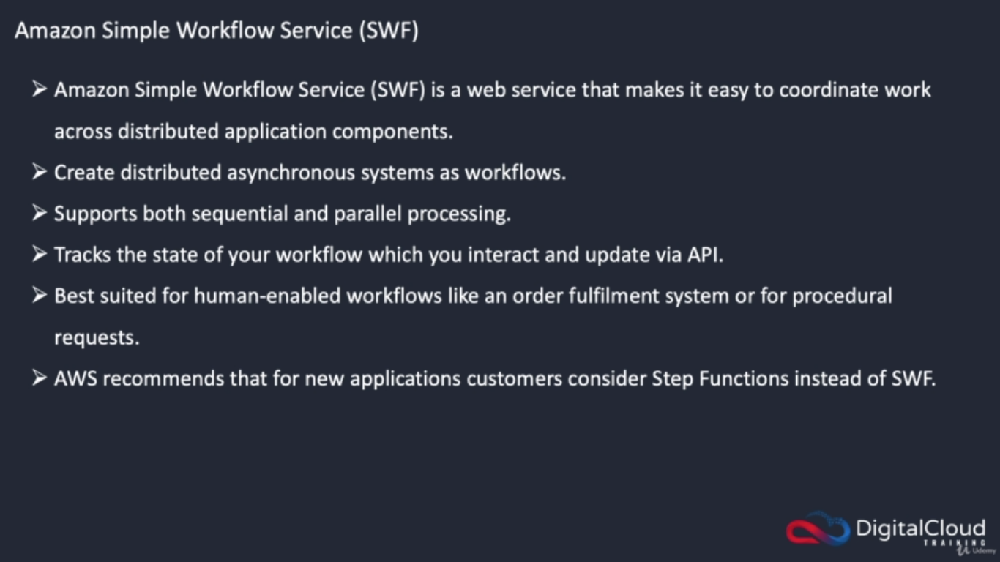 Amazon Simple Workflow Service (SWF)
➢ Amazon Simple Workflow Service (SWF) is a web service that makes it easy to coordinate work
across distributed application components.
➢ Create distributed asynchronous systems as workflows.
➢ Supports both sequential and parallel processing.
➢ Tracks the state of your workflow which you interact and update via API.
➢ Best suited for human-enabled workflows like an order fulfilment system or for procedural
requests.
➢ AWS recommends that for new applications customers consider Step Functions instead of SWF.
DigitalCloud
TRAINING
Udemy